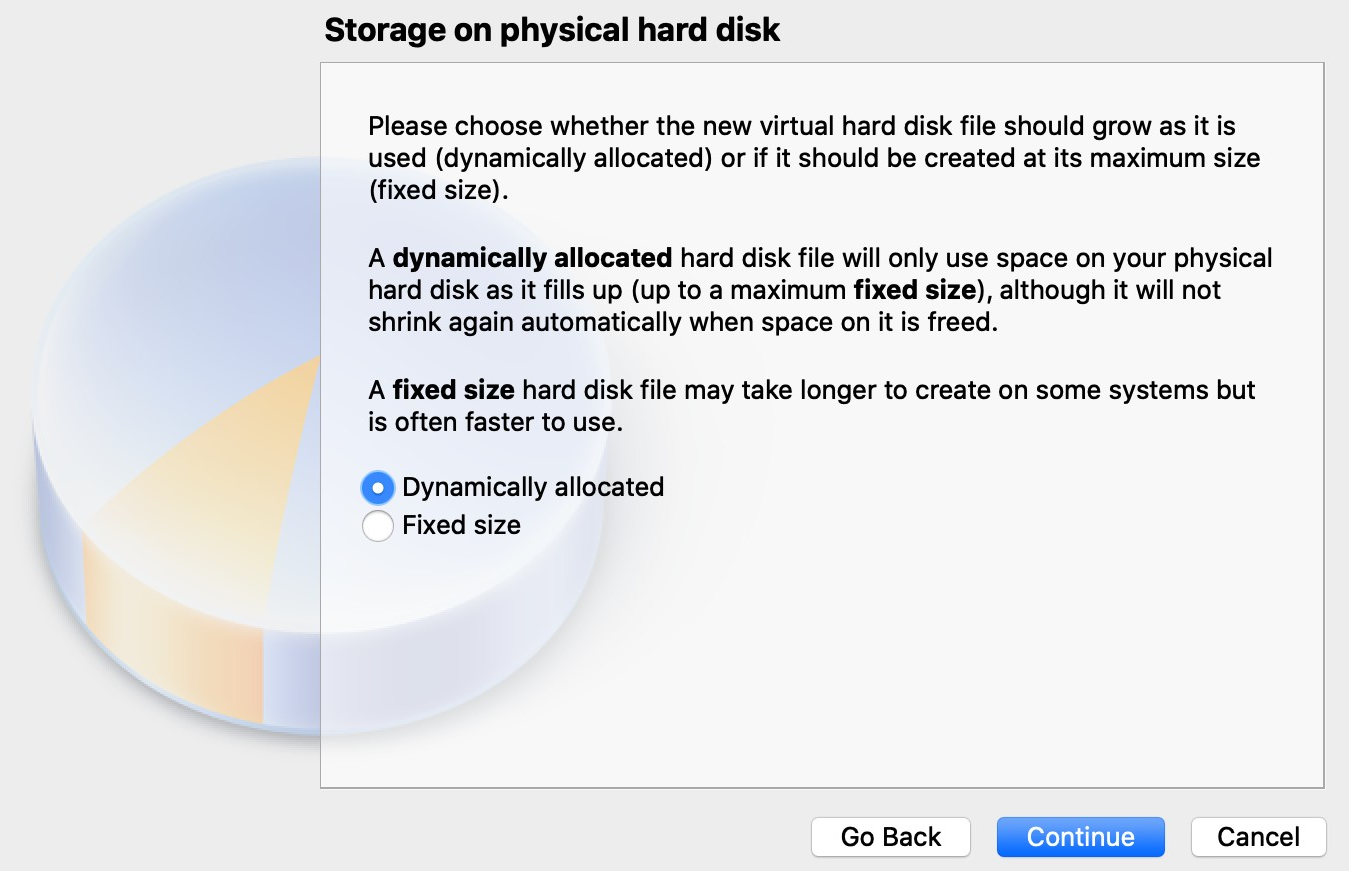 Storage on physical hard disk
Please choose whether the new virtual hard disk file should grow as it is
used (dynamically allocated) or if it should be created at its maximum size
(fixed size).
A dynamically allocated hard disk file will only use space on your physical
hard disk as it fills up (up to a maximum fixed size), although it will not
shrink again automatically when space on it is freed.
A fixed size hard disk file may take longer to create on some systems but
is often faster to use.
Dynamically allocated
Fixed size
Go Back
Continue
Cancel